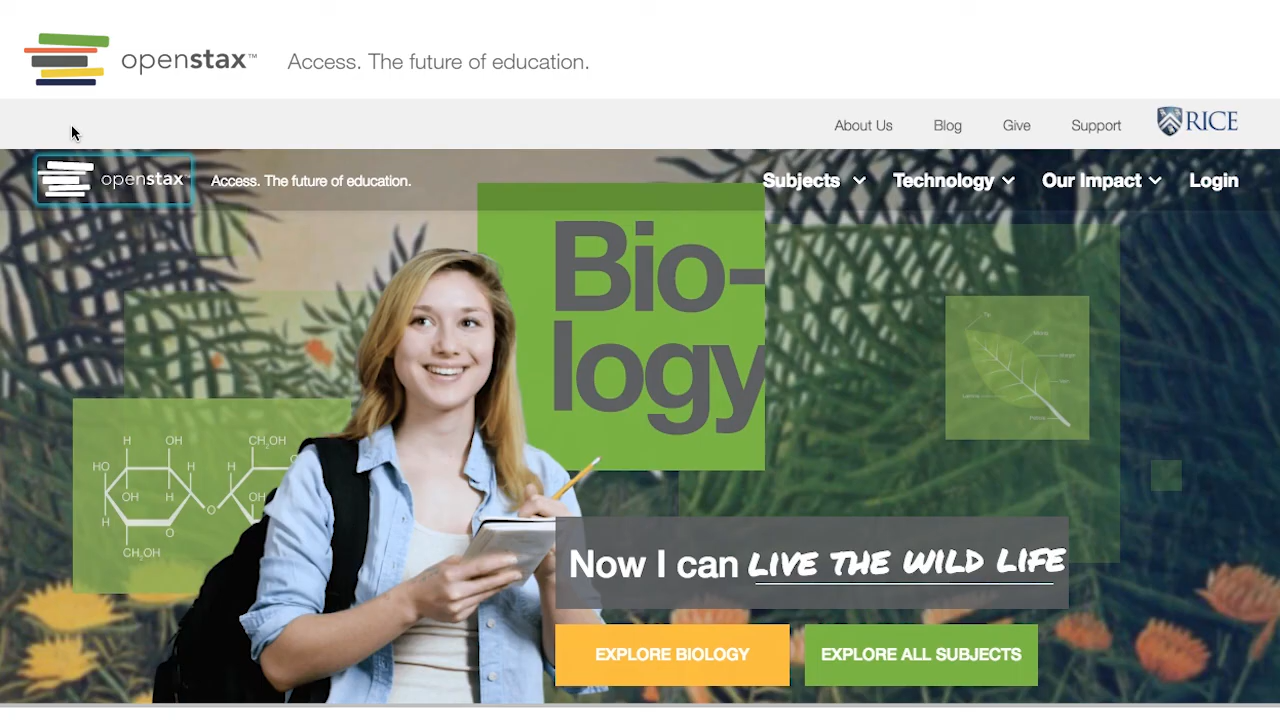 openstax™ Access. The future of education.
About Us Blog Give Support RICE
openstax™ Access. The future of education. Subjects Technology Our Impact Login
Bio-
logy
H OH CH₂OH
HO H H
OH H OH
H O
O
CH₂OH
Now I can LIVE THE WILD LIFE
EXPLORE BIOLOGY EXPLORE ALL SUBJECTS